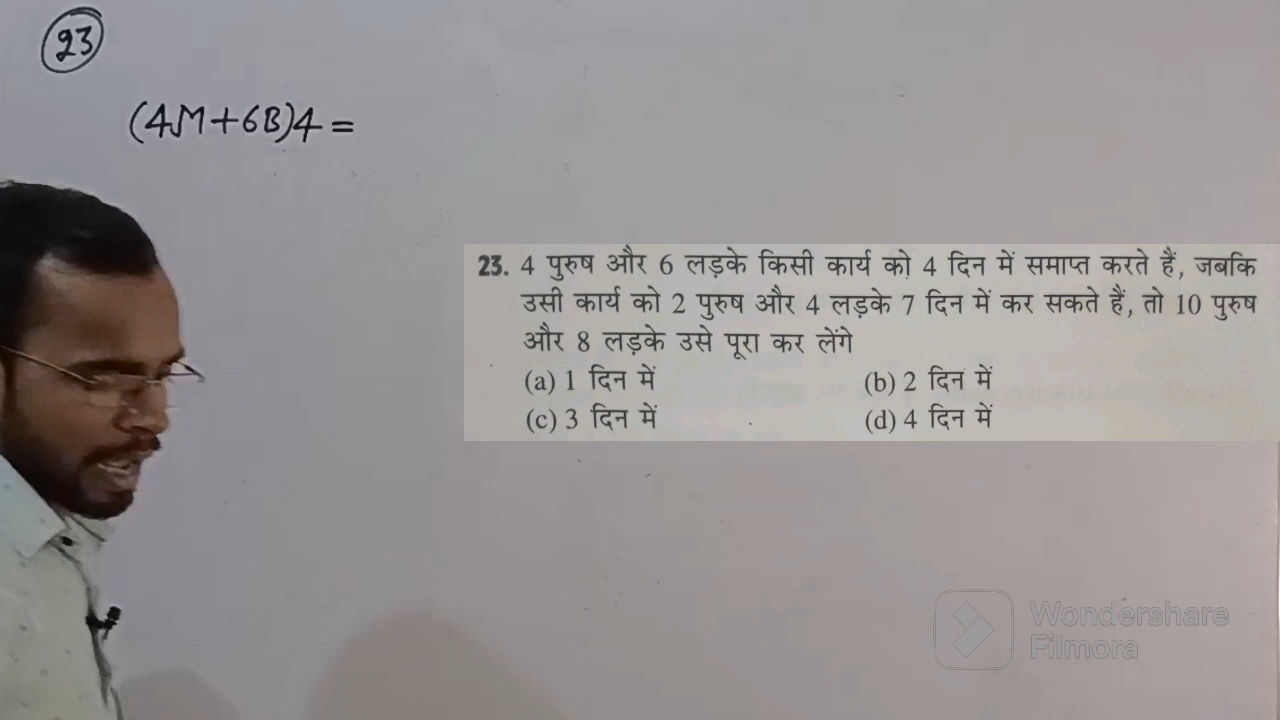 23
(4M+6B)4=
23. 4 पुरुष और 6 लड़के किसी कार्य को 4 दिन में समाप्त करते हैं, जबकि
उसी कार्य को 2 पुरुष और 4 लड़के 7 दिन में कर सकते हैं, तो 10 पुरुष
और 8 लड़के उसे पूरा कर लेंगे
(a) 1 दिन में (b) 2 दिन में
(c) 3 दिन में (d) 4 दिन में
Wondershare
Filmora